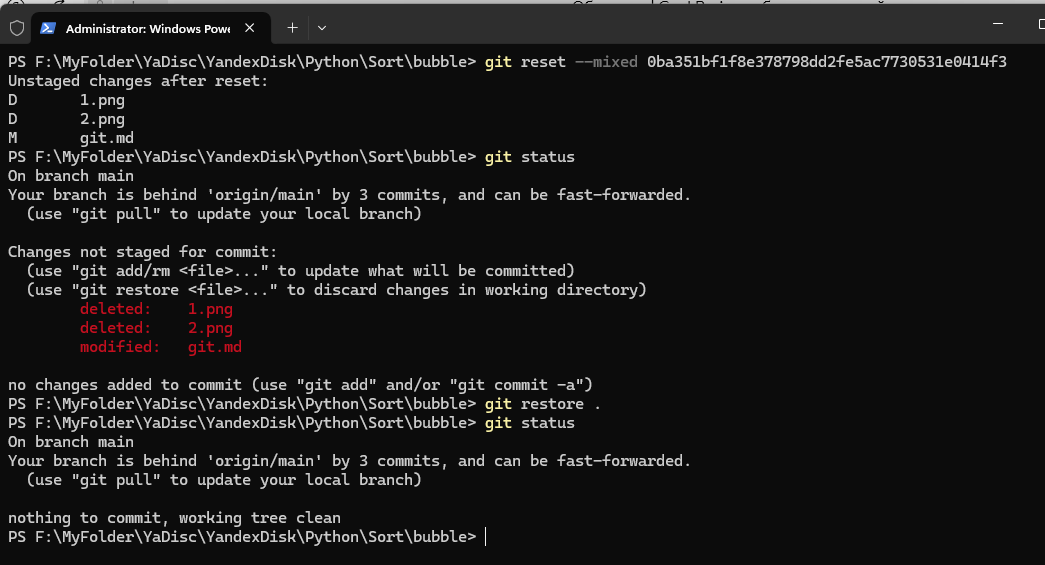 Administrator: Windows Powe
PS F:\MyFolder\YaDisc\YandexDisk\Python\Sort\bubble> git reset --mixed 0ba351bf1f8e378798dd2fe5ac7730531e0414f3
Unstaged changes after reset:
D       1.png
D       2.png
M       git.md
PS F:\MyFolder\YaDisc\YandexDisk\Python\Sort\bubble> git status
On branch main
Your branch is behind 'origin/main' by 3 commits, and can be fast-forwarded.
  (use "git pull" to update your local branch)

Changes not staged for commit:
  (use "git add/rm <file>..." to update what will be committed)
  (use "git restore <file>..." to discard changes in working directory)
        deleted:    1.png
        deleted:    2.png
        modified:   git.md

no changes added to commit (use "git add" and/or "git commit -a")
PS F:\MyFolder\YaDisc\YandexDisk\Python\Sort\bubble> git restore .
PS F:\MyFolder\YaDisc\YandexDisk\Python\Sort\bubble> git status
On branch main
Your branch is behind 'origin/main' by 3 commits, and can be fast-forwarded.
  (use "git pull" to update your local branch)

nothing to commit, working tree clean
PS F:\MyFolder\YaDisc\YandexDisk\Python\Sort\bubble>